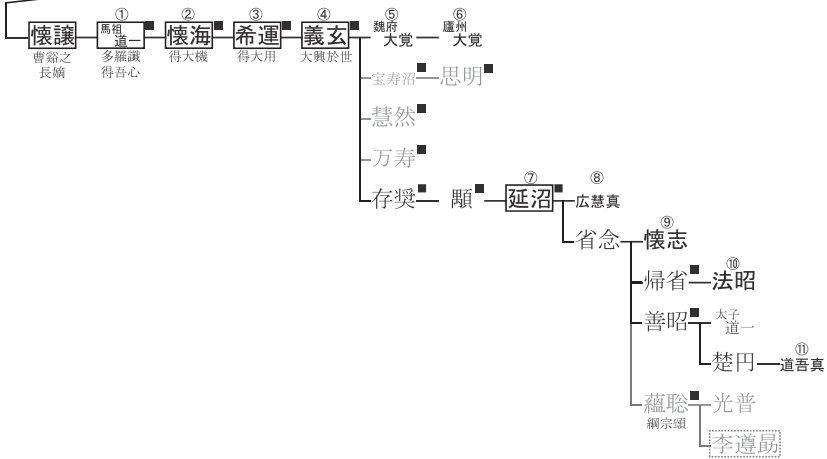 ①
②
③
④
⑤
⑥
懐譲
馬祖
道一
懐海
希運
義玄
魏府
大覚
廬州
大覚
曹谿之
長嫡
多羅讖
得吾心
得大機
得大用
大興於世
宝寿沼
思明
慧然
万寿
⑦
⑧
存奨
顒
延沼
広慧真
⑨
省念
懐志
⑩
帰省
法昭
善昭
太子
道一
⑪
楚円
道吾真
蘊聡
光普
綱宗頌
李遵勗